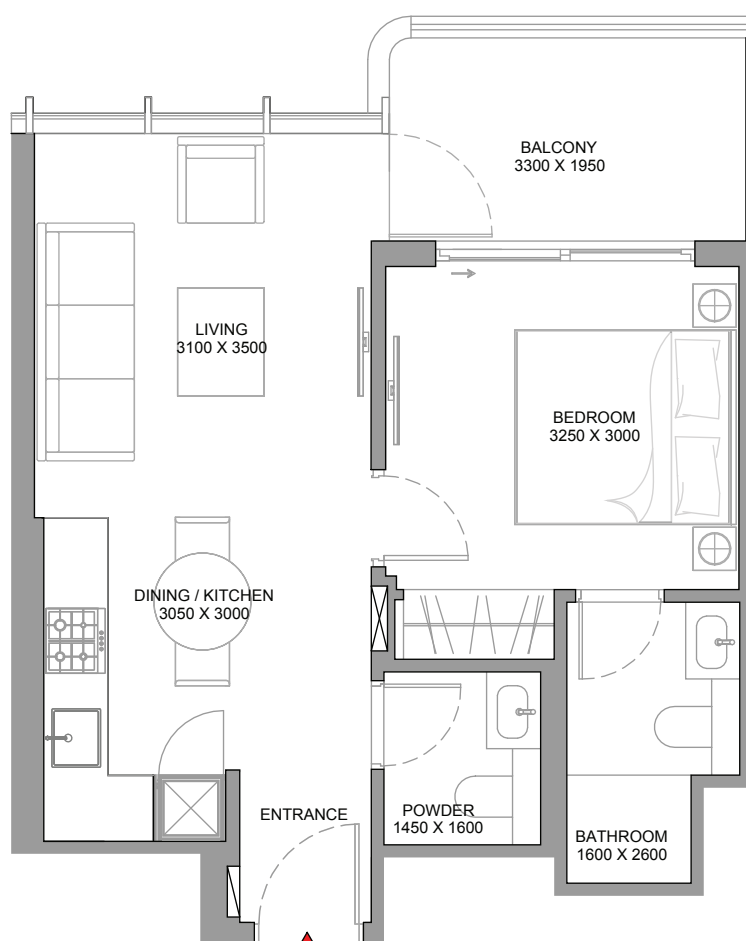 BALCONY
3300 X 1950
LIVING
3100 X 3500
BEDROOM
3250 X 3000
DINING / KITCHEN
3050 X 3000
ENTRANCE
POWDER
1450 X 1600
BATHROOM
1600 X 2600